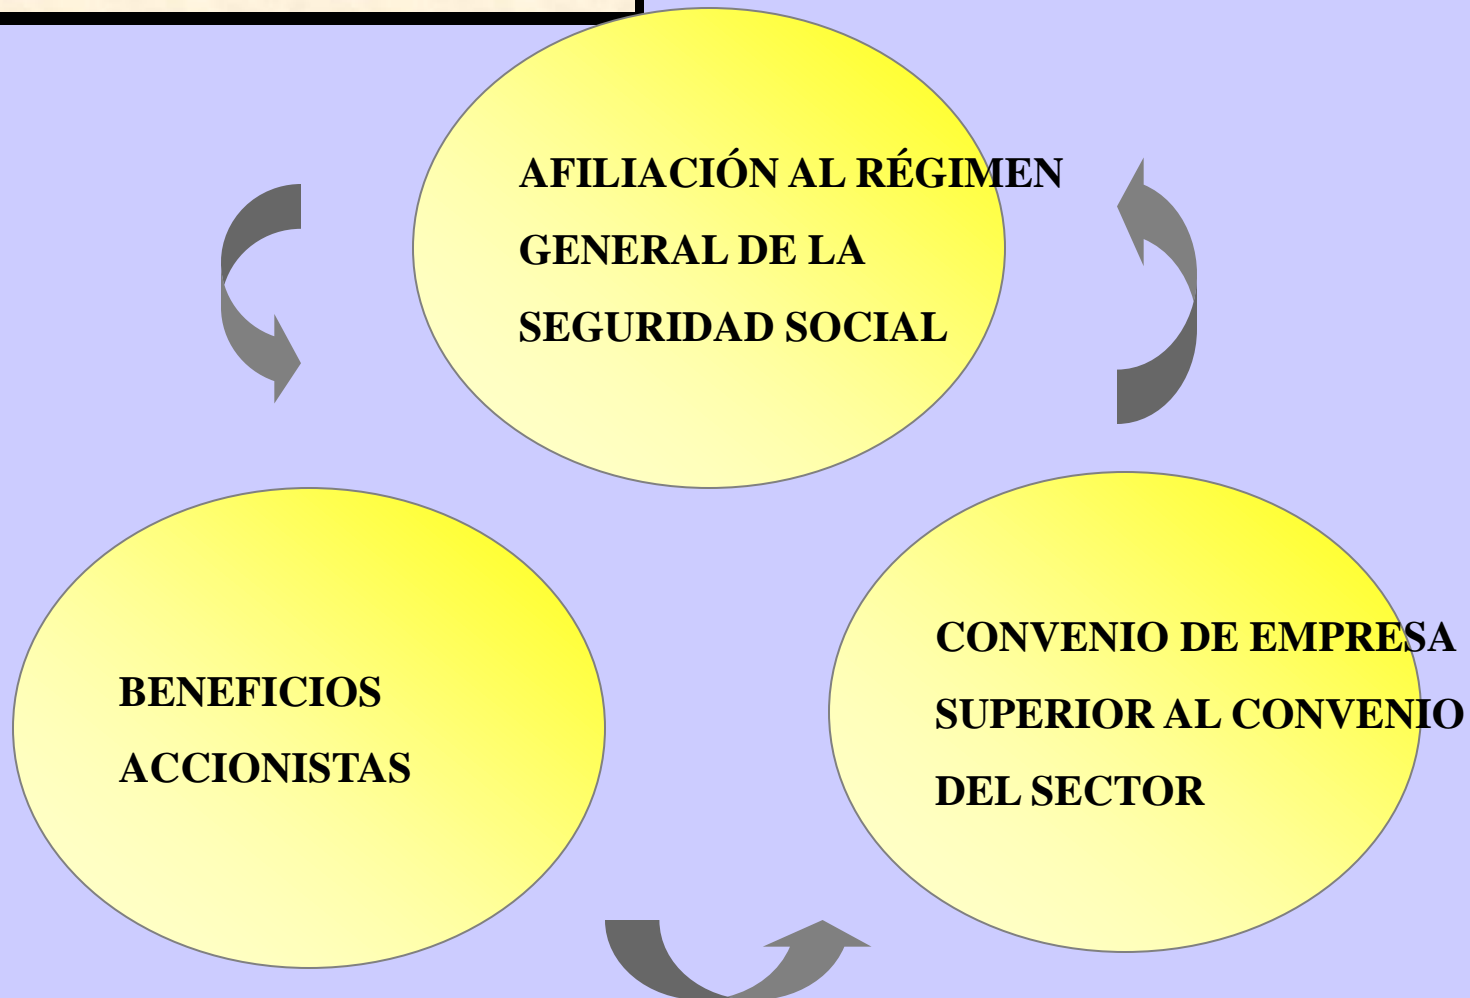 AFILIACIÓN AL RÉGIMEN
GENERAL DE LA
SEGURIDAD SOCIAL
BENEFICIOS
ACCIONISTAS
CONVENIO DE EMPRESA
SUPERIOR AL CONVENIO
DEL SECTOR